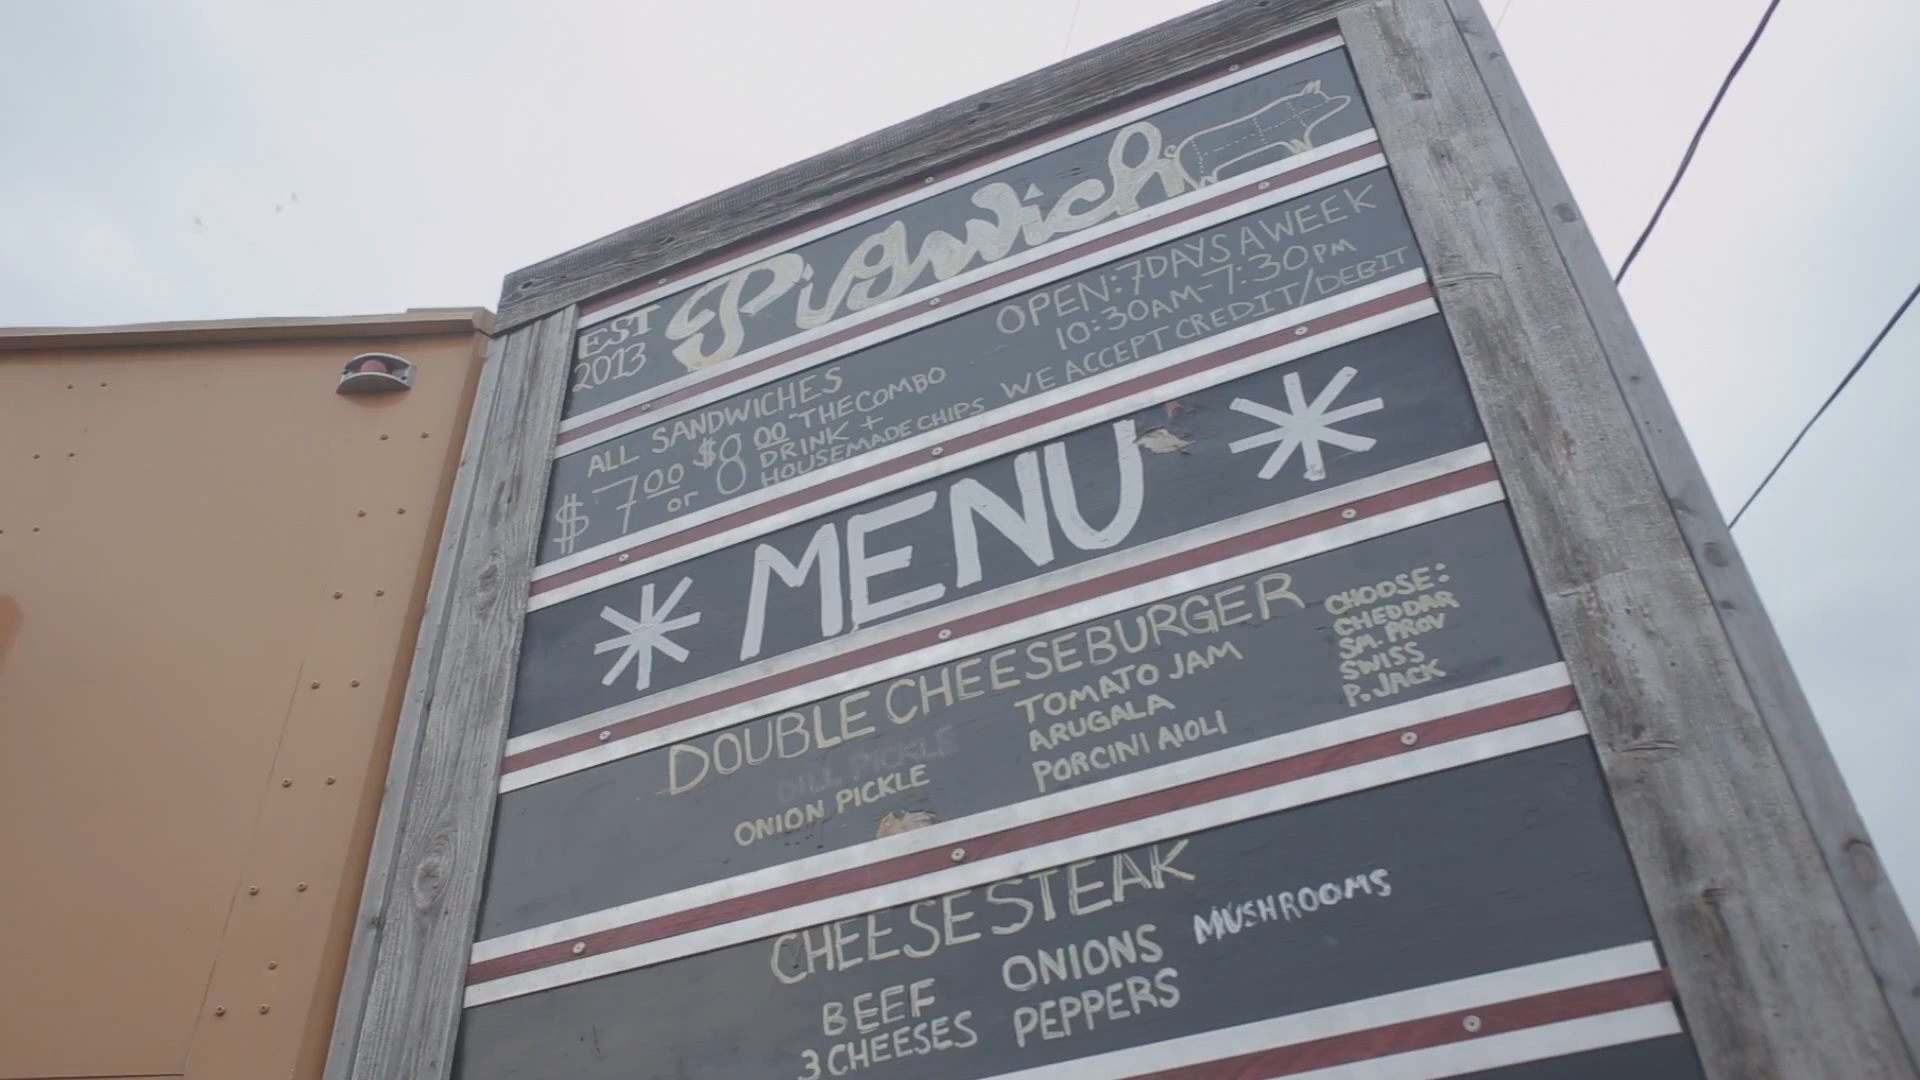 EST 2013
Pigwich
OPEN: 7 DAYS A WEEK
10:30AM-7:30PM
WE ACCEPT CREDIT/DEBIT
ALL SANDWICHES
$7.00 or $8.00 "THE COMBO
DRINK +
HOUSEMADE CHIPS
* MENU *
DOUBLE CHEESEBURGER
DILL PICKLE
ONION PICKLE
TOMATO JAM
ARUGALA
PORCINI AIOLI
CHOOSE:
CHEDDAR
SM. PROV
SWISS
P. JACK
CHEESESTEAK
BEEF
3 CHEESES
ONIONS
PEPPERS
MUSHROOMS